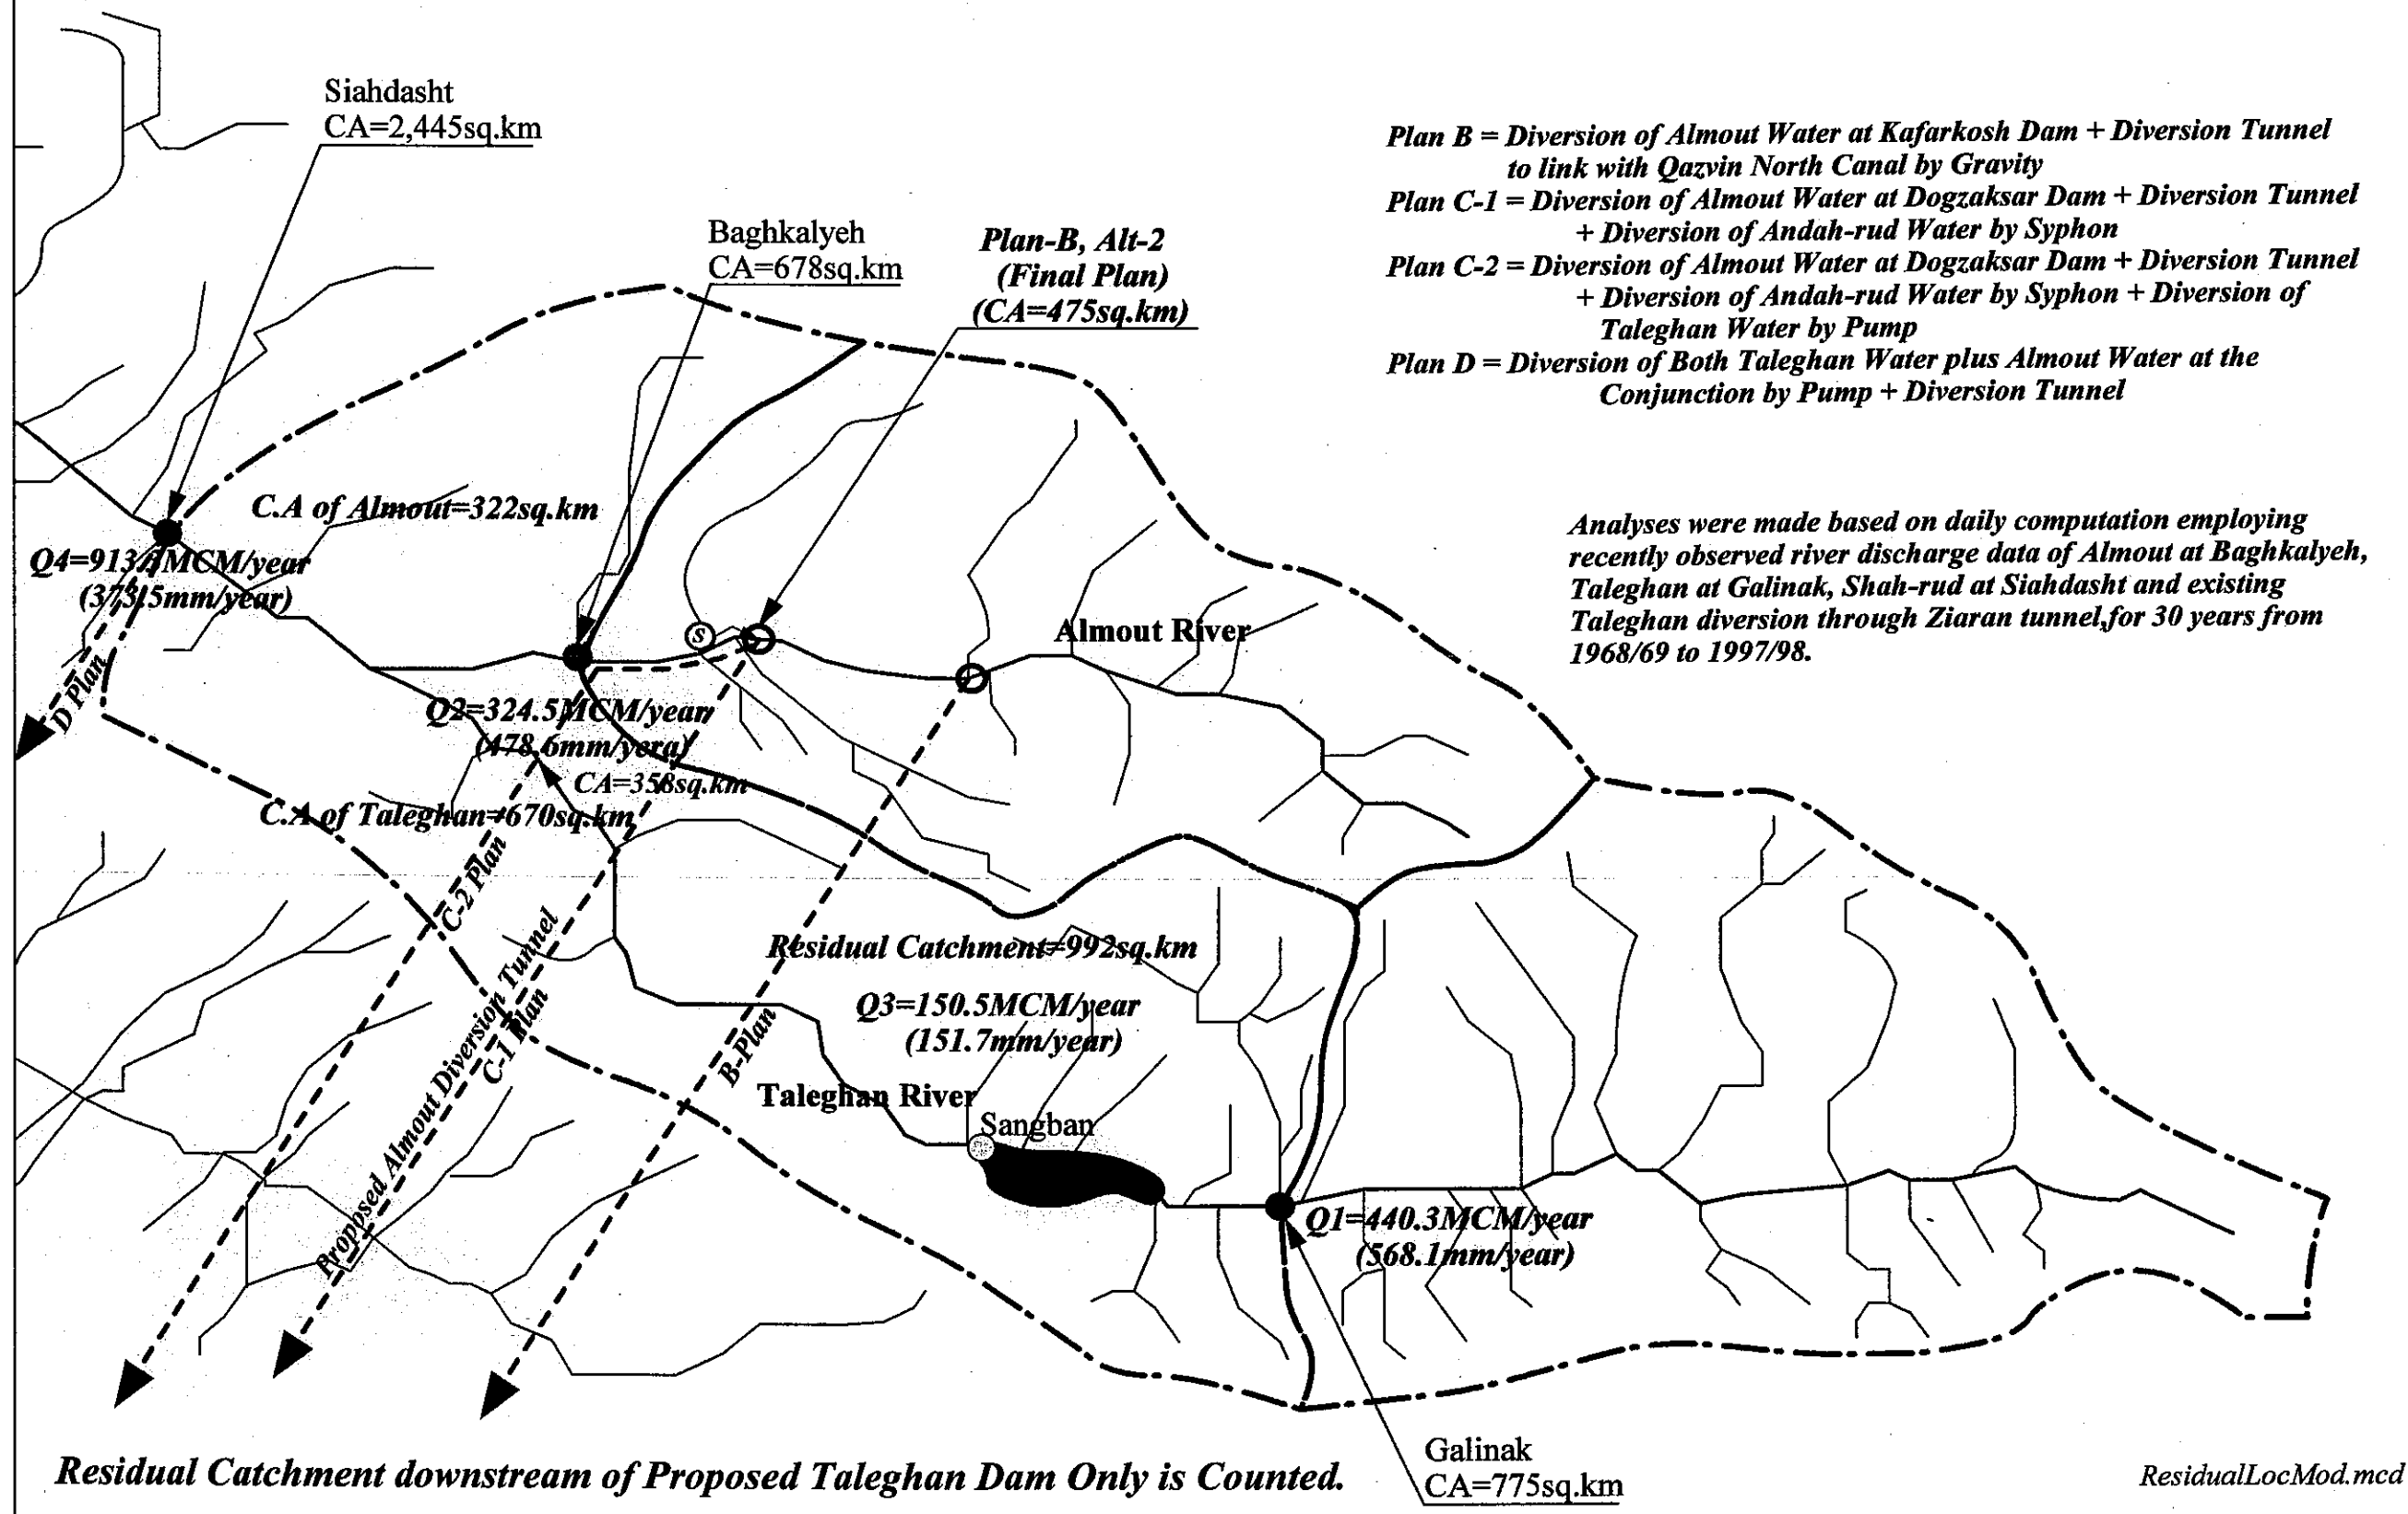 Siahdasht
CA=2,445sq.km
Baghkalyeh
CA=678sq.km
Plan-B, Alt-2
(Final Plan)
(CA=475sq.km)
Plan B = Diversion of Almout Water at Kafarkosh Dam + Diversion Tunnel
to link with Qazvin North Canal by Gravity
Plan C-1 = Diversion of Almout Water at Dogzaksar Dam + Diversion Tunnel
+ Diversion of Andah-rud Water by Syphon
Plan C-2 = Diversion of Almout Water at Dogzaksar Dam + Diversion Tunnel
+ Diversion of Andah-rud Water by Syphon + Diversion of
Taleghan Water by Pump
Plan D = Diversion of Both Taleghan Water plus Almout Water at the
Conjunction by Pump + Diversion Tunnel
Analyses were made based on daily computation employing
recently observed river discharge data of Almout at Baghkalyeh,
Taleghan at Galinak, Shah-rud at Siahdasht and existing
Taleghan diversion through Ziaran tunnel,for 30 years from
1968/69 to 1997/98.
C.A of Almout=322sq.km
(373.5mm/year)
D Plan
S
Almout River
Q2=324.5MCM/year
(478.6mm/yera)
CA=358sq.km
C.A of Taleghan=670sq.km
C-2 Plan
Proposed Almout Diversion Tunnel
C-1 Plan
B-Plan
Residual Catchment=992sq.km
Q3=150.5MCM/year
(151.7mm/year)
Taleghan River
Sangban
Q1=440.3MCM/year
(568.1mm/year)
Galinak
CA=775sq.km
Residual Catchment downstream of Proposed Taleghan Dam Only is Counted.
ResidualLocMod.mcd